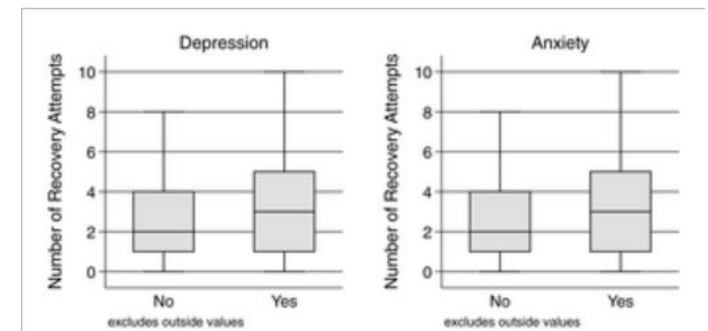 Depression
Number of Recovery Attempts
10
8
6
4
2
0
No Yes
excludes outside values
Anxiety
Number of Recovery Attempts
10
8
6
4
2
0
No Yes
excludes outside values